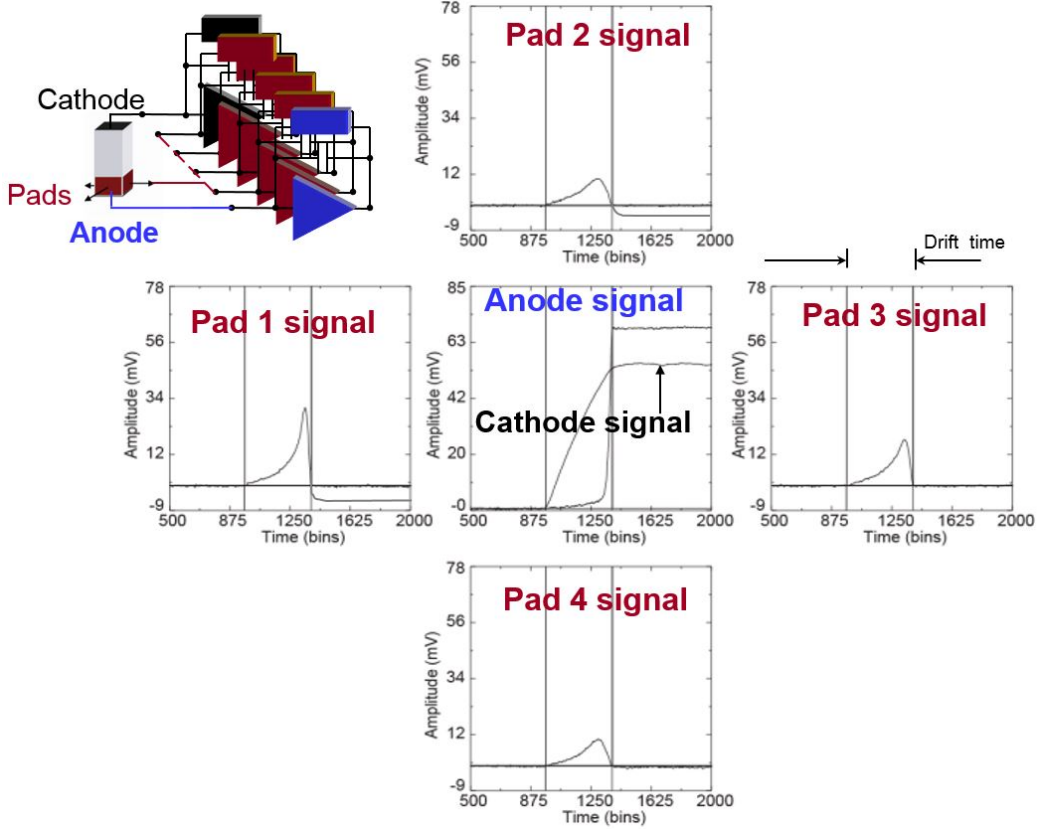 Cathode
Pads
Anode
Pad 2 signal
Amplitude (mV)
78
56
34
12
-9
500 875 1250 1625 2000
Time (bins)
Drift time
Pad 1 signal
Amplitude (mV)
78
56
34
12
-9
500 875 1250 1625 2000
Time (bins)
Anode signal
Cathode signal
Amplitude (mV)
85
63
42
20
-0
500 875 1250 1625 2000
Time (bins)
Pad 3 signal
Amplitude (mV)
78
56
34
12
-9
500 875 1250 1625 2000
Time (bins)
Pad 4 signal
Amplitude (mV)
78
56
34
12
-9
500 875 1250 1625 2000
Time (bins)